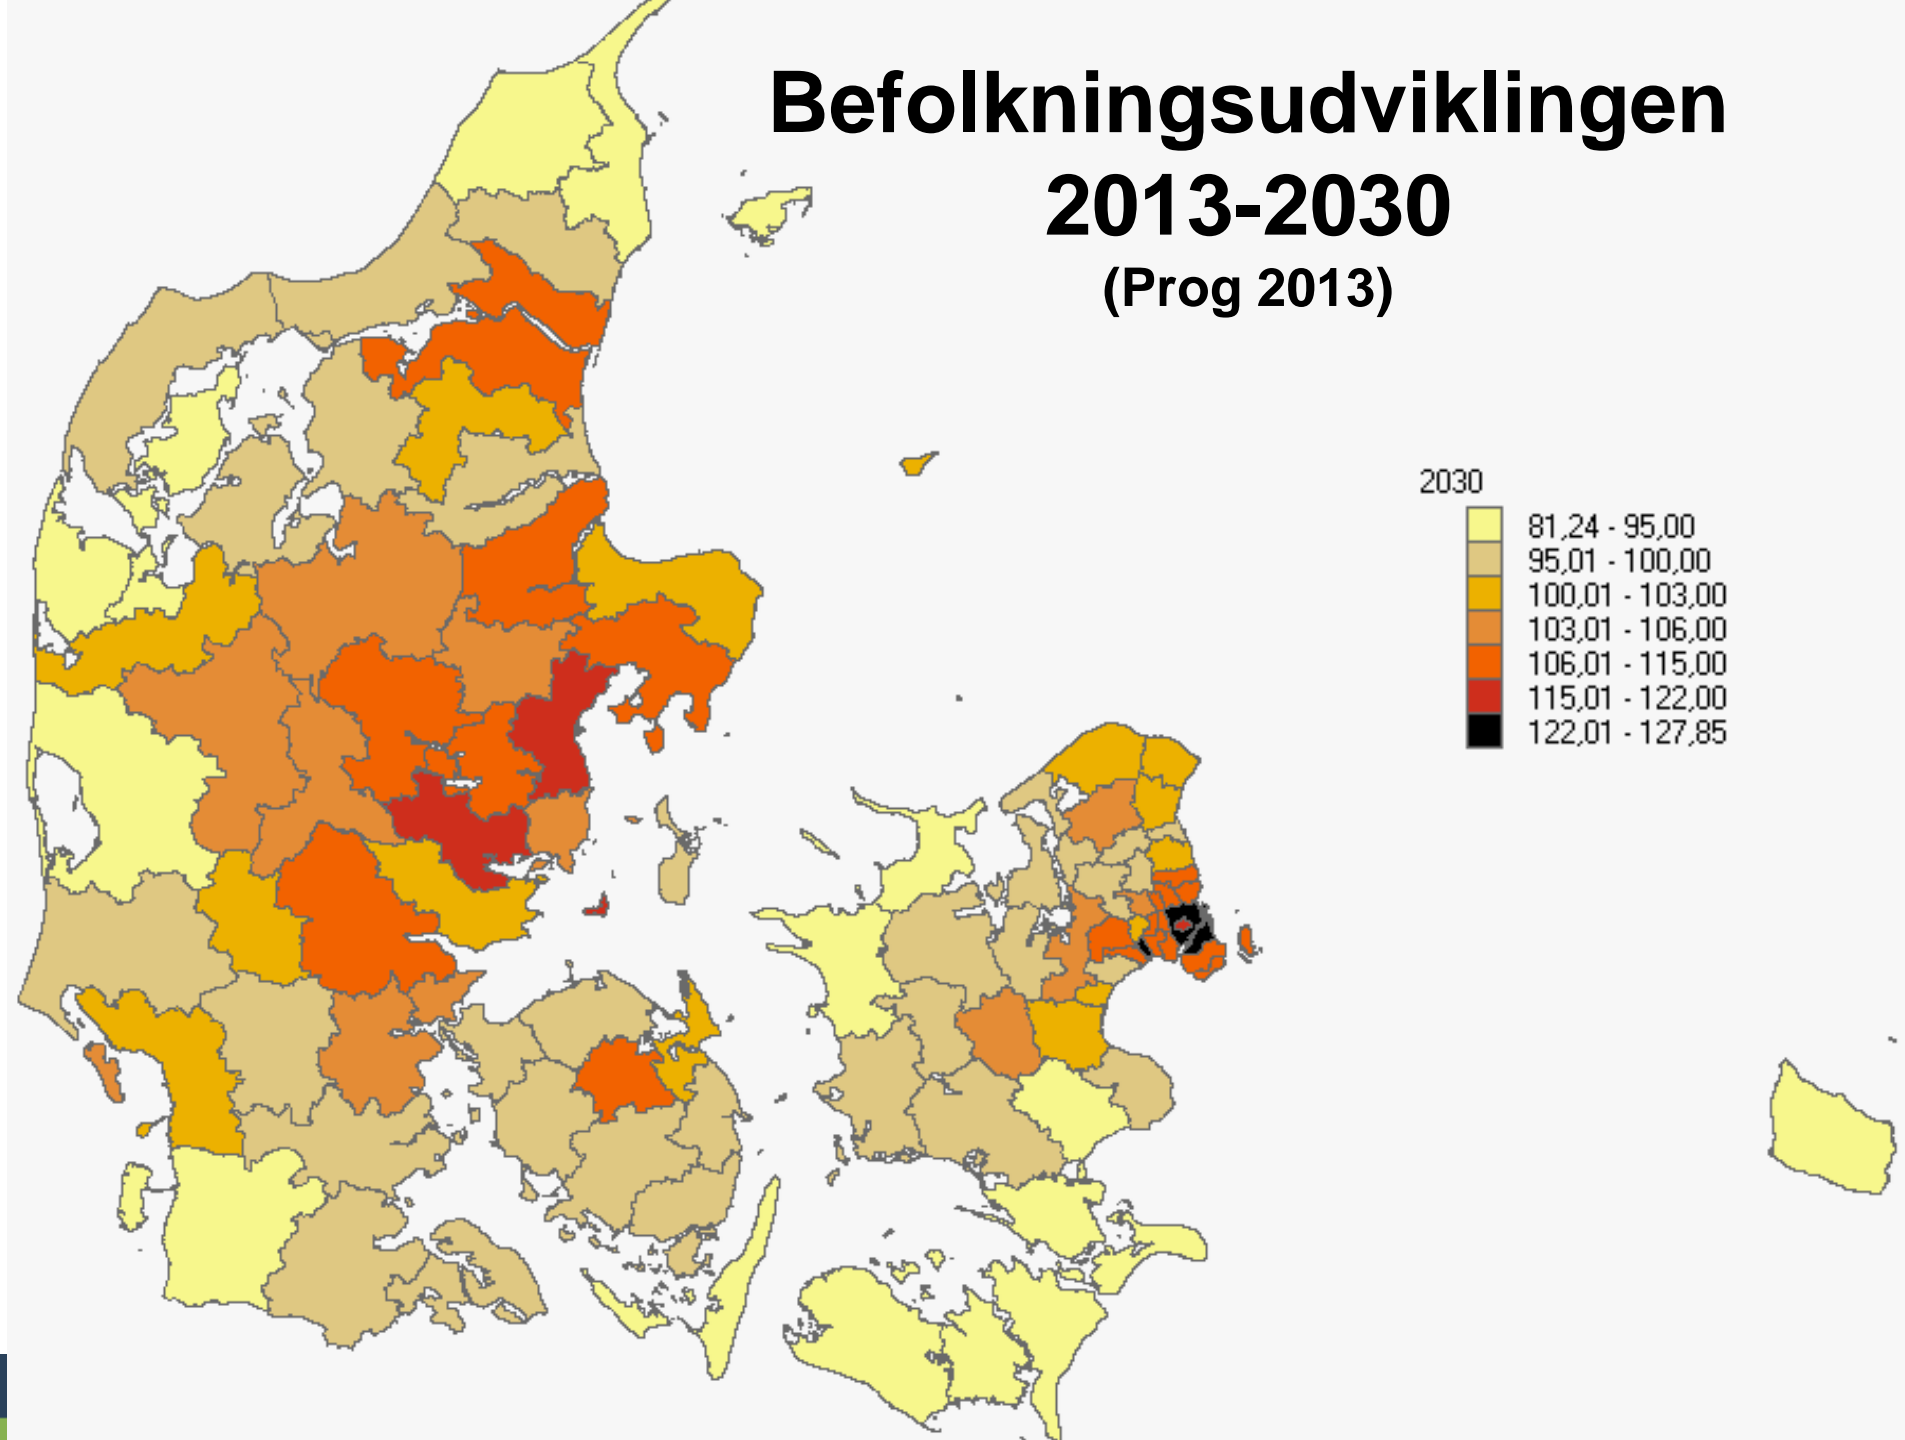 Befolkningsudviklingen
2013-2030
(Prog 2013)
2030
81,24 - 95,00
95,01 - 100,00
100,01 - 103,00
103,01 - 106,00
106,01 - 115,00
115,01 - 122,00
122,01 - 127,85